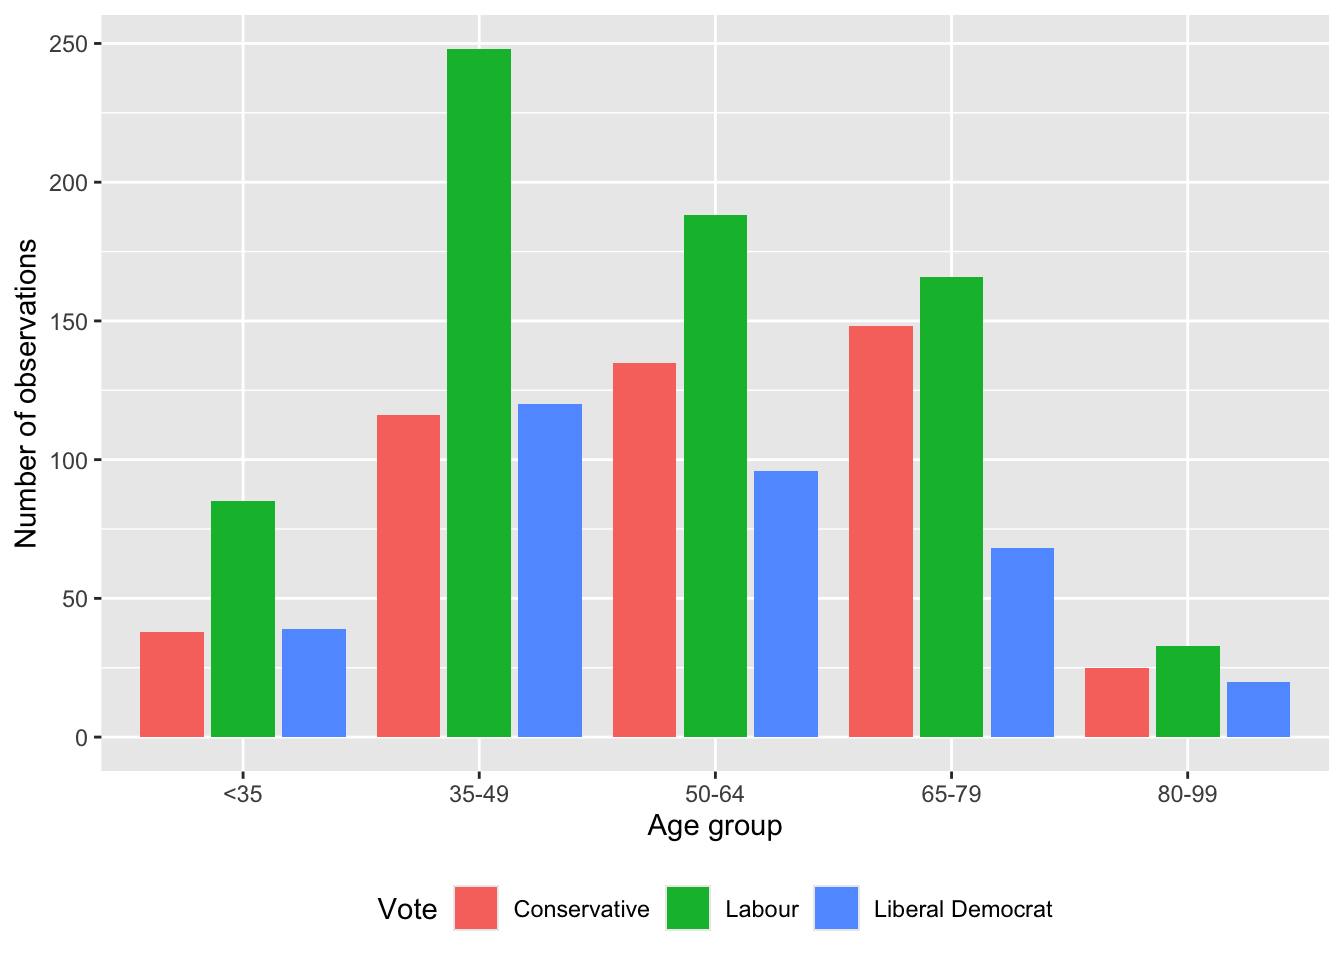 250
200
150
100
50
0
Number of observations
<35 35-49 50-64 65-79 80-99
Age group
Vote Conservative Labour Liberal Democrat